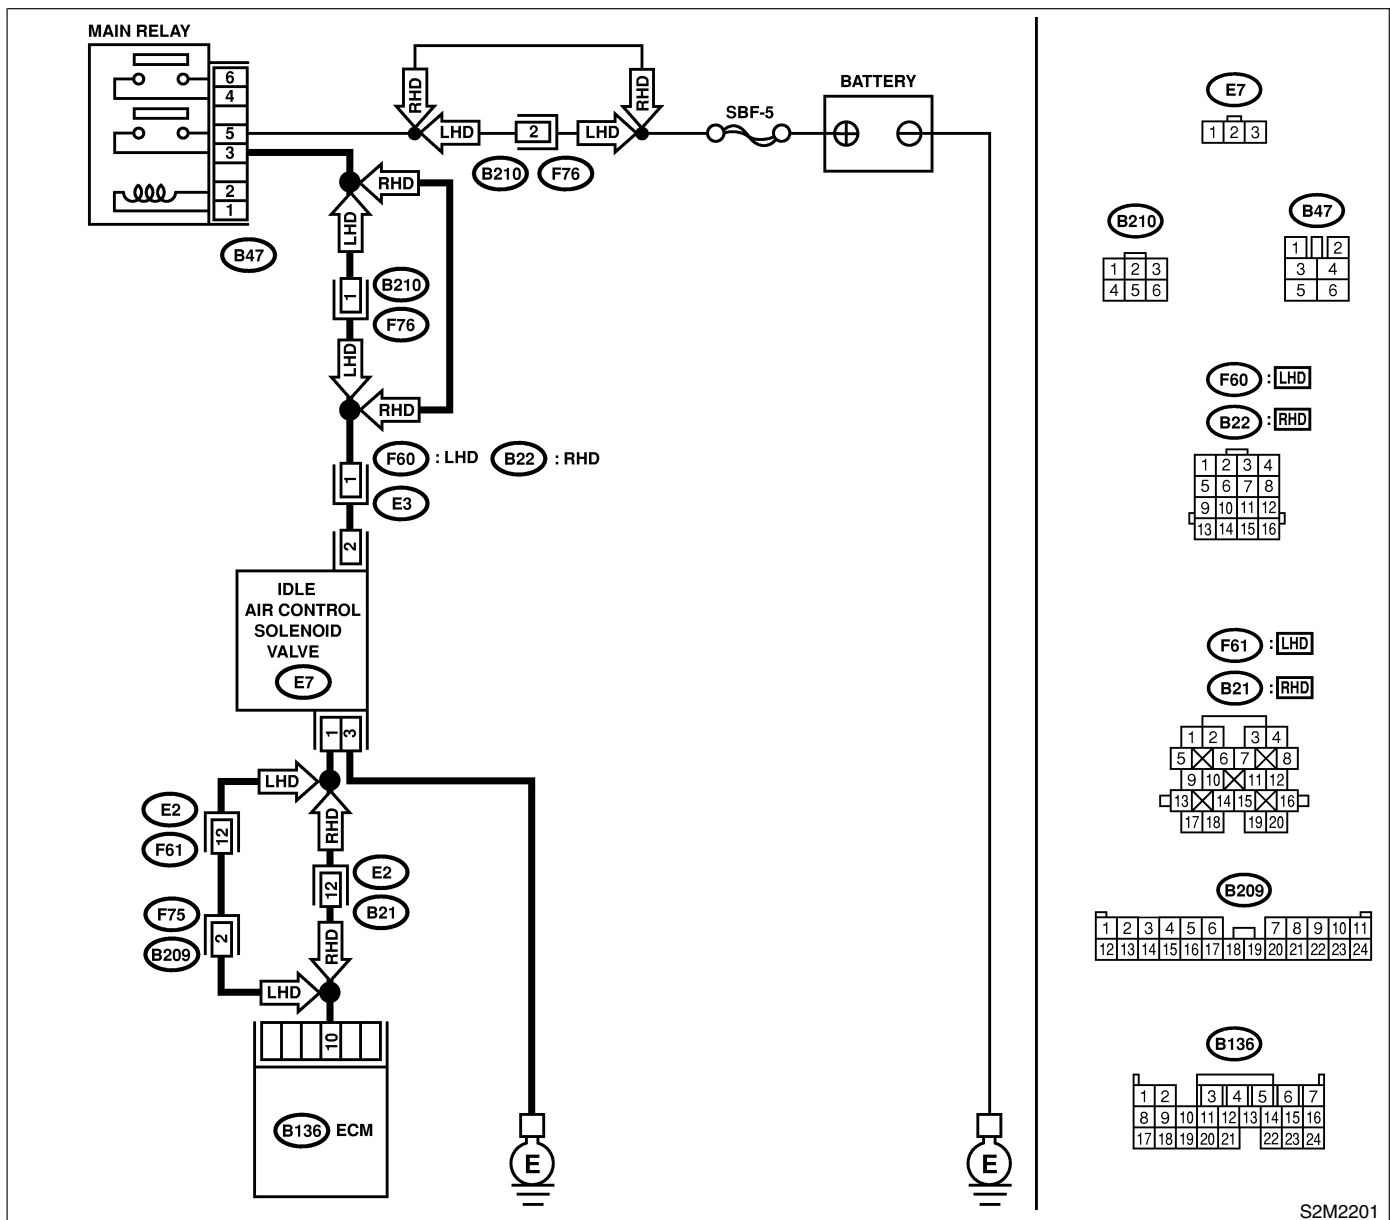 MAIN RELAY
6
4
5
3
2
1
B47
RHD
LHD
2
LHD
RHD
B210
F76
SBF-5
BATTERY
RHD
LHD
1
B210
F76
LHD
RHD
F60 : LHD B22 : RHD
1
E3
2
IDLE
AIR CONTROL
SOLENOID
VALVE
E7
1 3
LHD
E2
F61
12
F75
B209
2
LHD
RHD
12
E2
B21
RHD
10
B136 ECM
E
E
E7
1 2 3
B210
1 2 3
4 5 6
B47
1 2
3 4
5 6
F60 : LHD
B22 : RHD
1 2 3 4
5 6 7 8
9 10 11 12
13 14 15 16
F61 : LHD
B21 : RHD
1 2 3 4
5 6 7 8
9 10 11 12
13 14 15 16
17 18 19 20
B209
1 2 3 4 5 6 7 8 9 10 11
12 13 14 15 16 17 18 19 20 21 22 23 24
B136
1 2 3 4 5 6 7
8 9 10 11 12 13 14 15 16
17 18 19 20 21 22 23 24
S2M2201